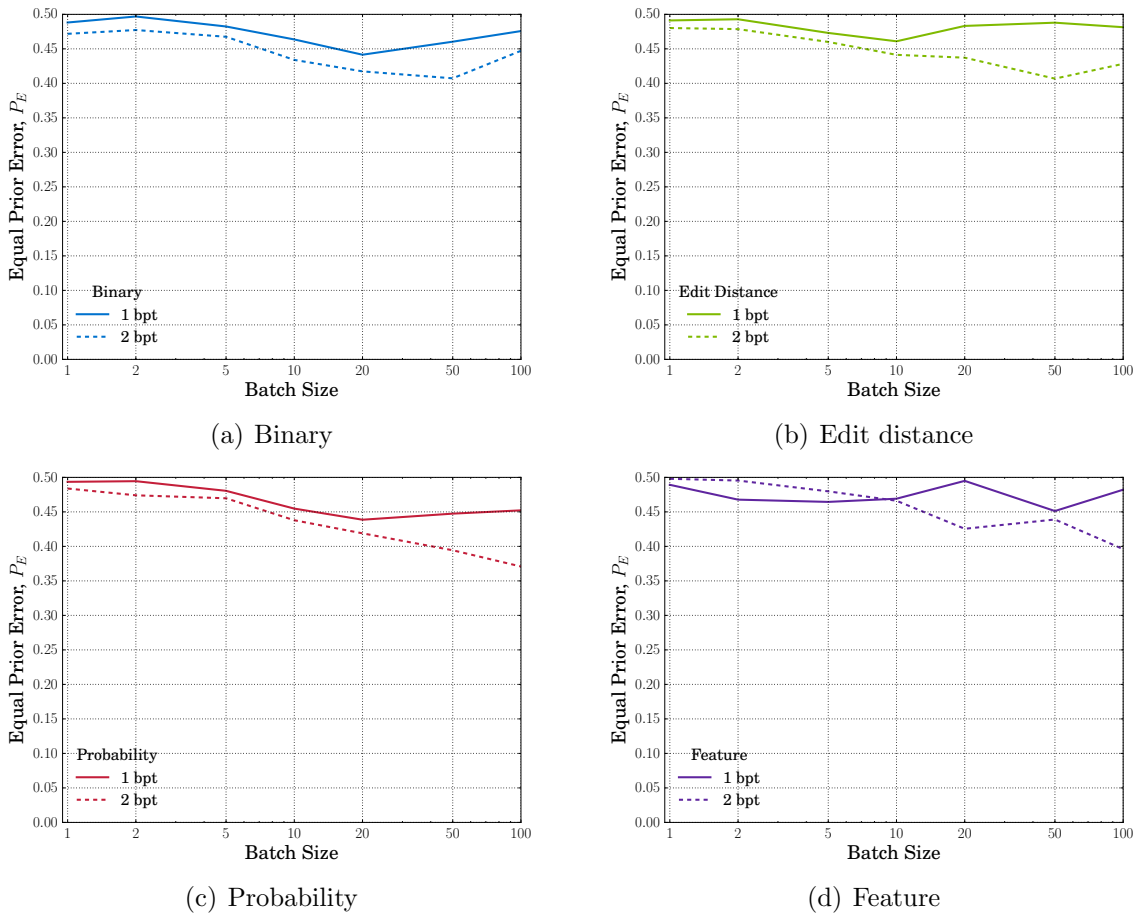 0.50
0.45
0.40
0.35
0.30
0.25
0.20
0.15
0.10
0.05
0.00
Equal Prior Error, P_E
Binary
1 bpt
2 bpt
1 2 5 10 20 50 100
Batch Size
(a) Binary
0.50
0.45
0.40
0.35
0.30
0.25
0.20
0.15
0.10
0.05
0.00
Equal Prior Error, P_E
Edit Distance
1 bpt
2 bpt
1 2 5 10 20 50 100
Batch Size
(b) Edit distance
0.50
0.45
0.40
0.35
0.30
0.25
0.20
0.15
0.10
0.05
0.00
Equal Prior Error, P_E
Probability
1 bpt
2 bpt
1 2 5 10 20 50 100
Batch Size
(c) Probability
0.50
0.45
0.40
0.35
0.30
0.25
0.20
0.15
0.10
0.05
0.00
Equal Prior Error, P_E
Feature
1 bpt
2 bpt
1 2 5 10 20 50 100
Batch Size
(d) Feature